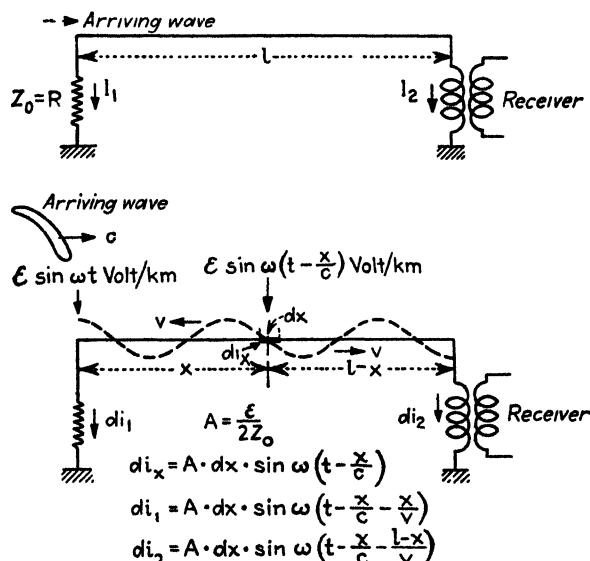 → Arriving wave
l
Z₀=R
I₁
I₂
Receiver
Arriving wave
c
ℰ sin ωt Volt/km
ℰ sin ω(t-x/c) Volt/km
v
dx
di_x
v
x
l-x
di₁
A=ℰ/2Z₀
di₂
Receiver
di_x = A·dx·sin ω(t-x/c)
di₁ = A·dx·sin ω(t-x/c-x/v)
di₂ = A·dx·sin ω(t-x/c-(l-x)/v)